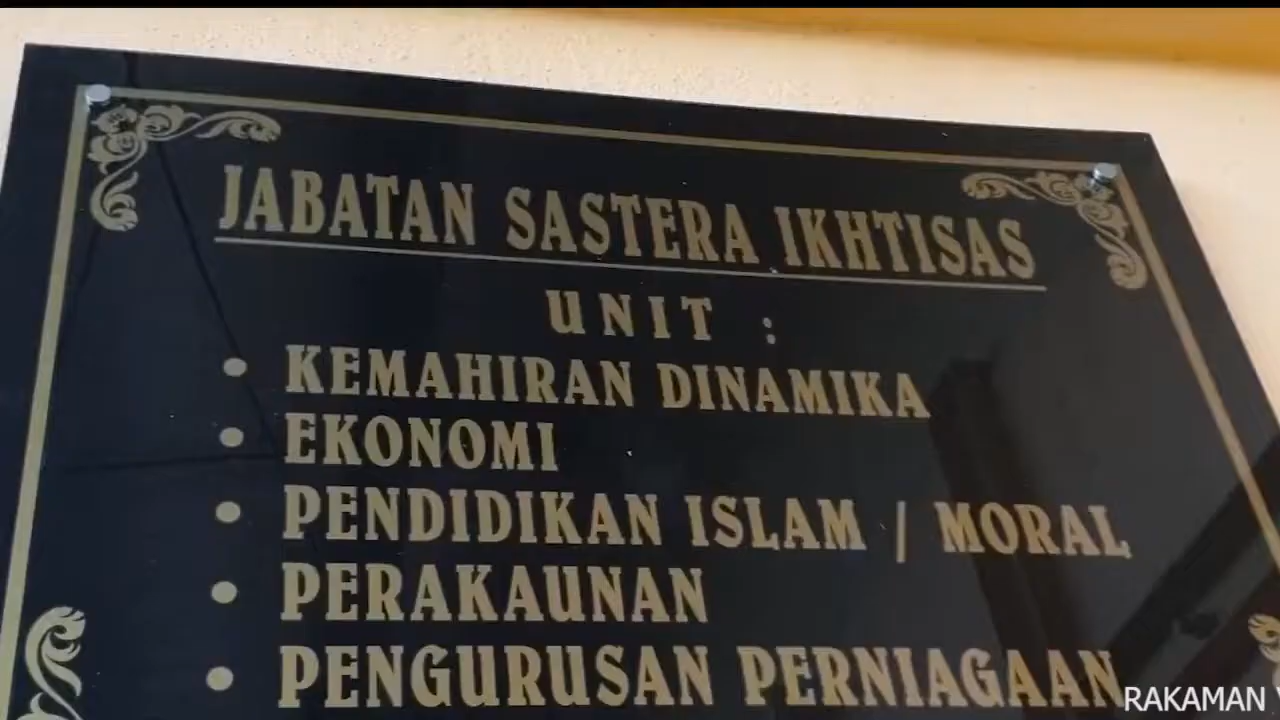 JABATAN SASTERA IKHTISAS
UNIT :
• KEMAHIRAN DINAMIKA
• EKONOMI
• PENDIDIKAN ISLAM / MORAL
• PERAKAUNAN
• PENGURUSAN PERNIAGAAN
RAKAMAN